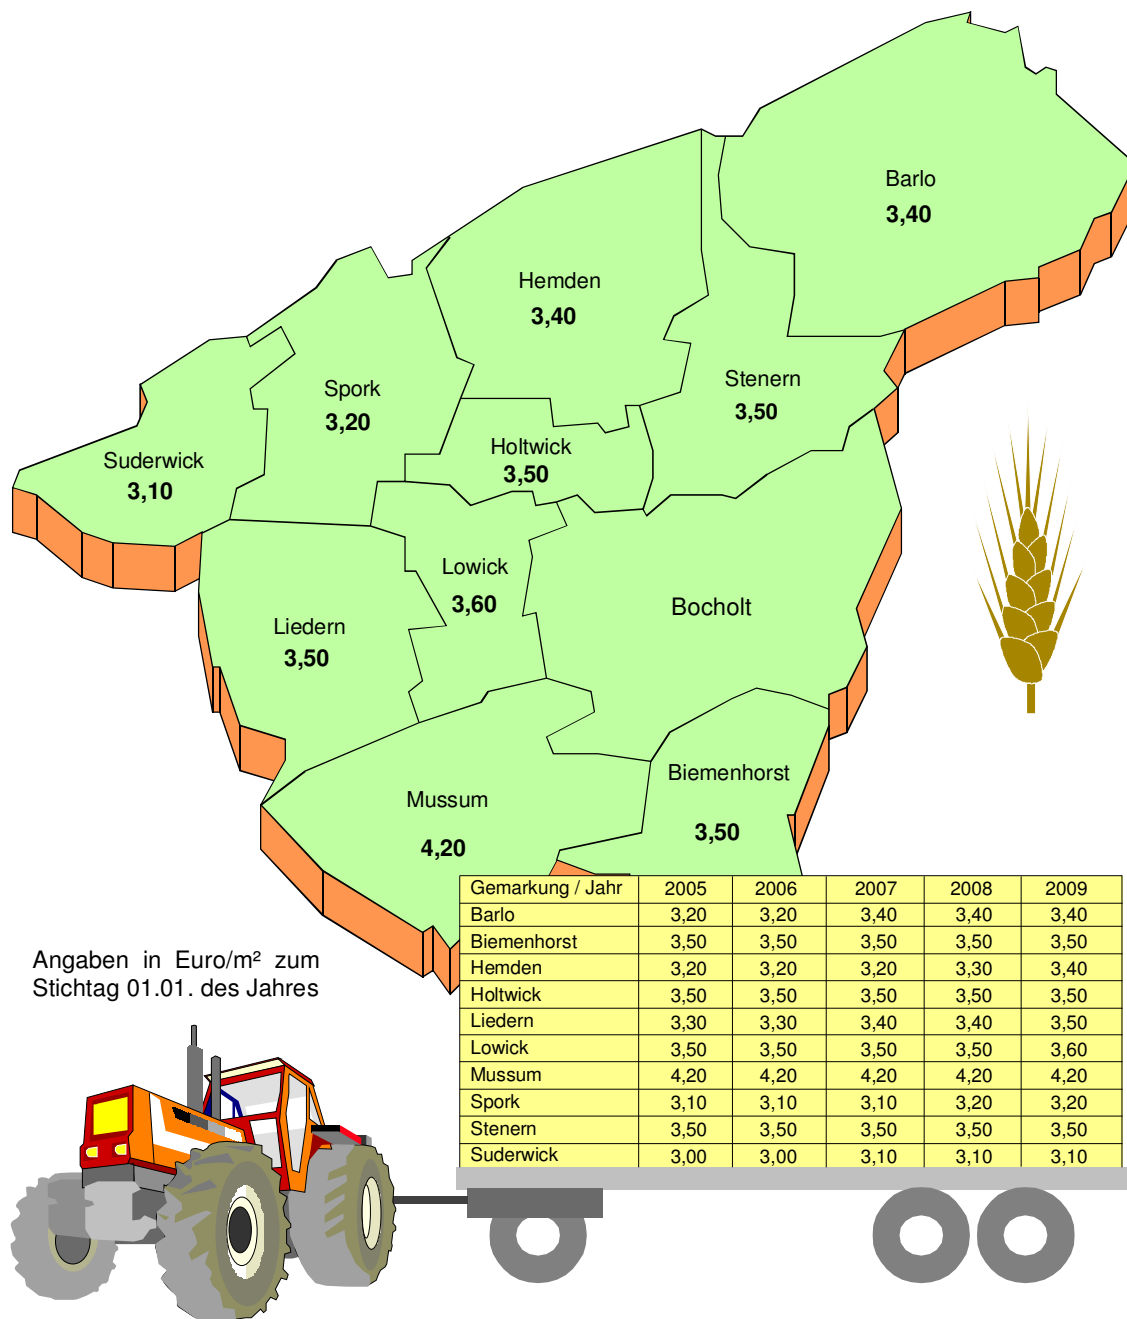 Barlo
3,40
Hemden
3,40
Stenern
3,50
Spork
3,20
Holtwick
3,50
Suderwick
3,10
Lowick
3,60
Bocholt
Liedern
3,50
Biemenhorst
3,50
Mussum
4,20
Angaben in Euro/m² zum
Stichtag 01.01. des Jahres
Gemarkung / Jahr 2005 2006 2007 2008 2009
Barlo 3,20 3,20 3,40 3,40 3,40
Biemenhorst 3,50 3,50 3,50 3,50 3,50
Hemden 3,20 3,20 3,20 3,30 3,40
Holtwick 3,50 3,50 3,50 3,50 3,50
Liedern 3,30 3,30 3,40 3,40 3,50
Lowick 3,50 3,50 3,50 3,50 3,60
Mussum 4,20 4,20 4,20 4,20 4,20
Spork 3,10 3,10 3,10 3,20 3,20
Stenern 3,50 3,50 3,50 3,50 3,50
Suderwick 3,00 3,00 3,10 3,10 3,10